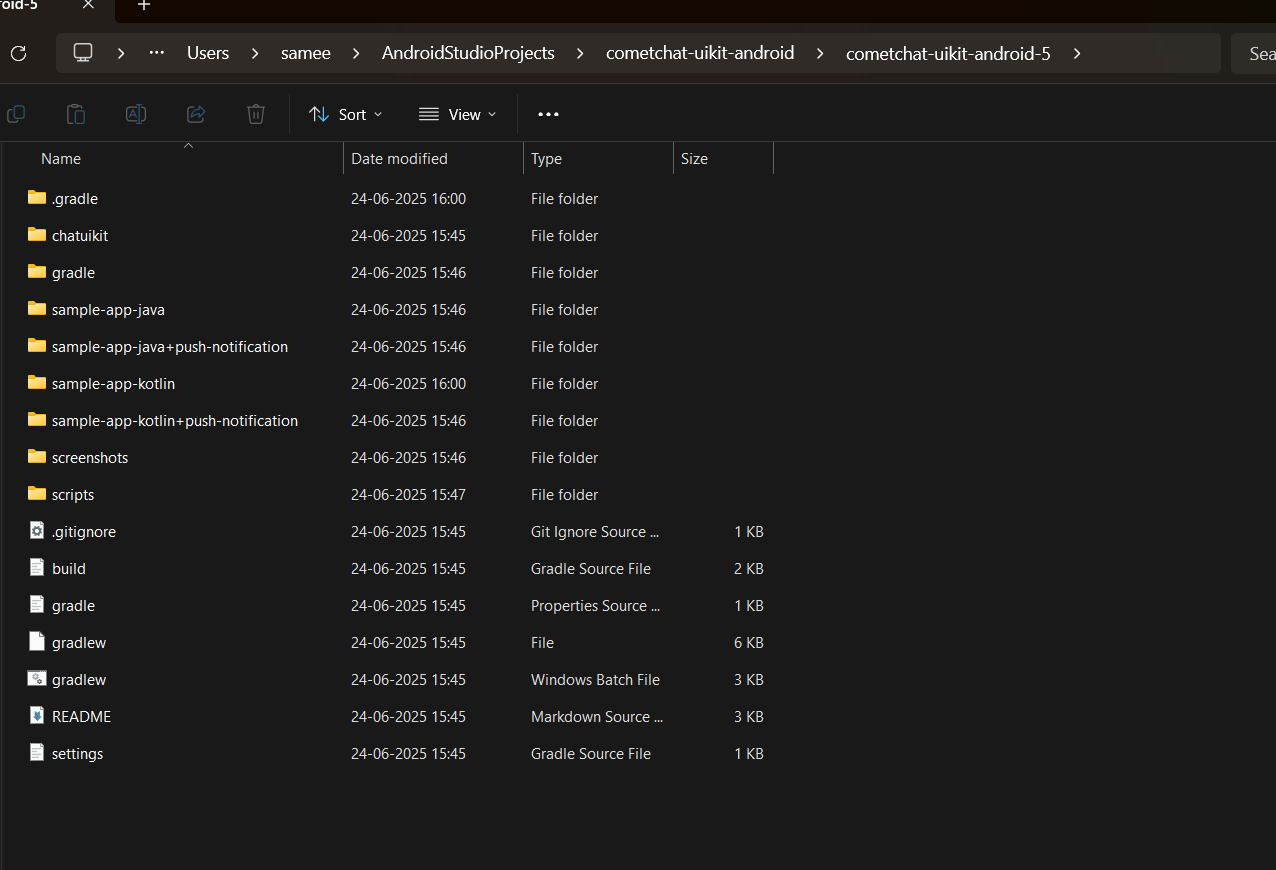 oid-5
Users samee AndroidStudioProjects cometchat-uikit-android cometchat-uikit-android-5 Sea
Sort View
Name Date modified Type Size
.gradle 24-06-2025 16:00 File folder
chatuikit 24-06-2025 15:45 File folder
gradle 24-06-2025 15:46 File folder
sample-app-java 24-06-2025 15:46 File folder
sample-app-java+push-notification 24-06-2025 15:46 File folder
sample-app-kotlin 24-06-2025 16:00 File folder
sample-app-kotlin+push-notification 24-06-2025 15:46 File folder
screenshots 24-06-2025 15:46 File folder
scripts 24-06-2025 15:47 File folder
.gitignore 24-06-2025 15:45 Git Ignore Source ... 1 KB
build 24-06-2025 15:45 Gradle Source File 2 KB
gradle 24-06-2025 15:45 Properties Source ... 1 KB
gradlew 24-06-2025 15:45 File 6 KB
gradlew 24-06-2025 15:45 Windows Batch File 3 KB
README 24-06-2025 15:45 Markdown Source ... 3 KB
settings 24-06-2025 15:45 Gradle Source File 1 KB